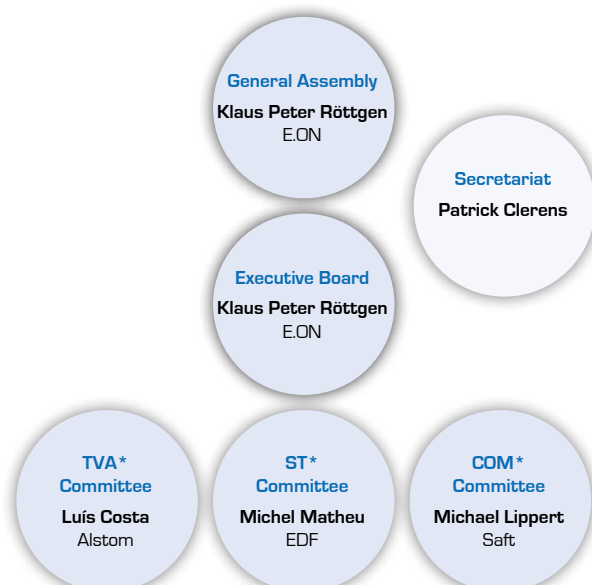 General Assembly
Klaus Peter Röttgen
E.ON
Secretariat
Patrick Clerens
Executive Board
Klaus Peter Röttgen
E.ON
TVA*
Committee
Luís Costa
Alstom
ST*
Committee
Michel Matheu
EDF
COM*
Committee
Michael Lippert
Saft